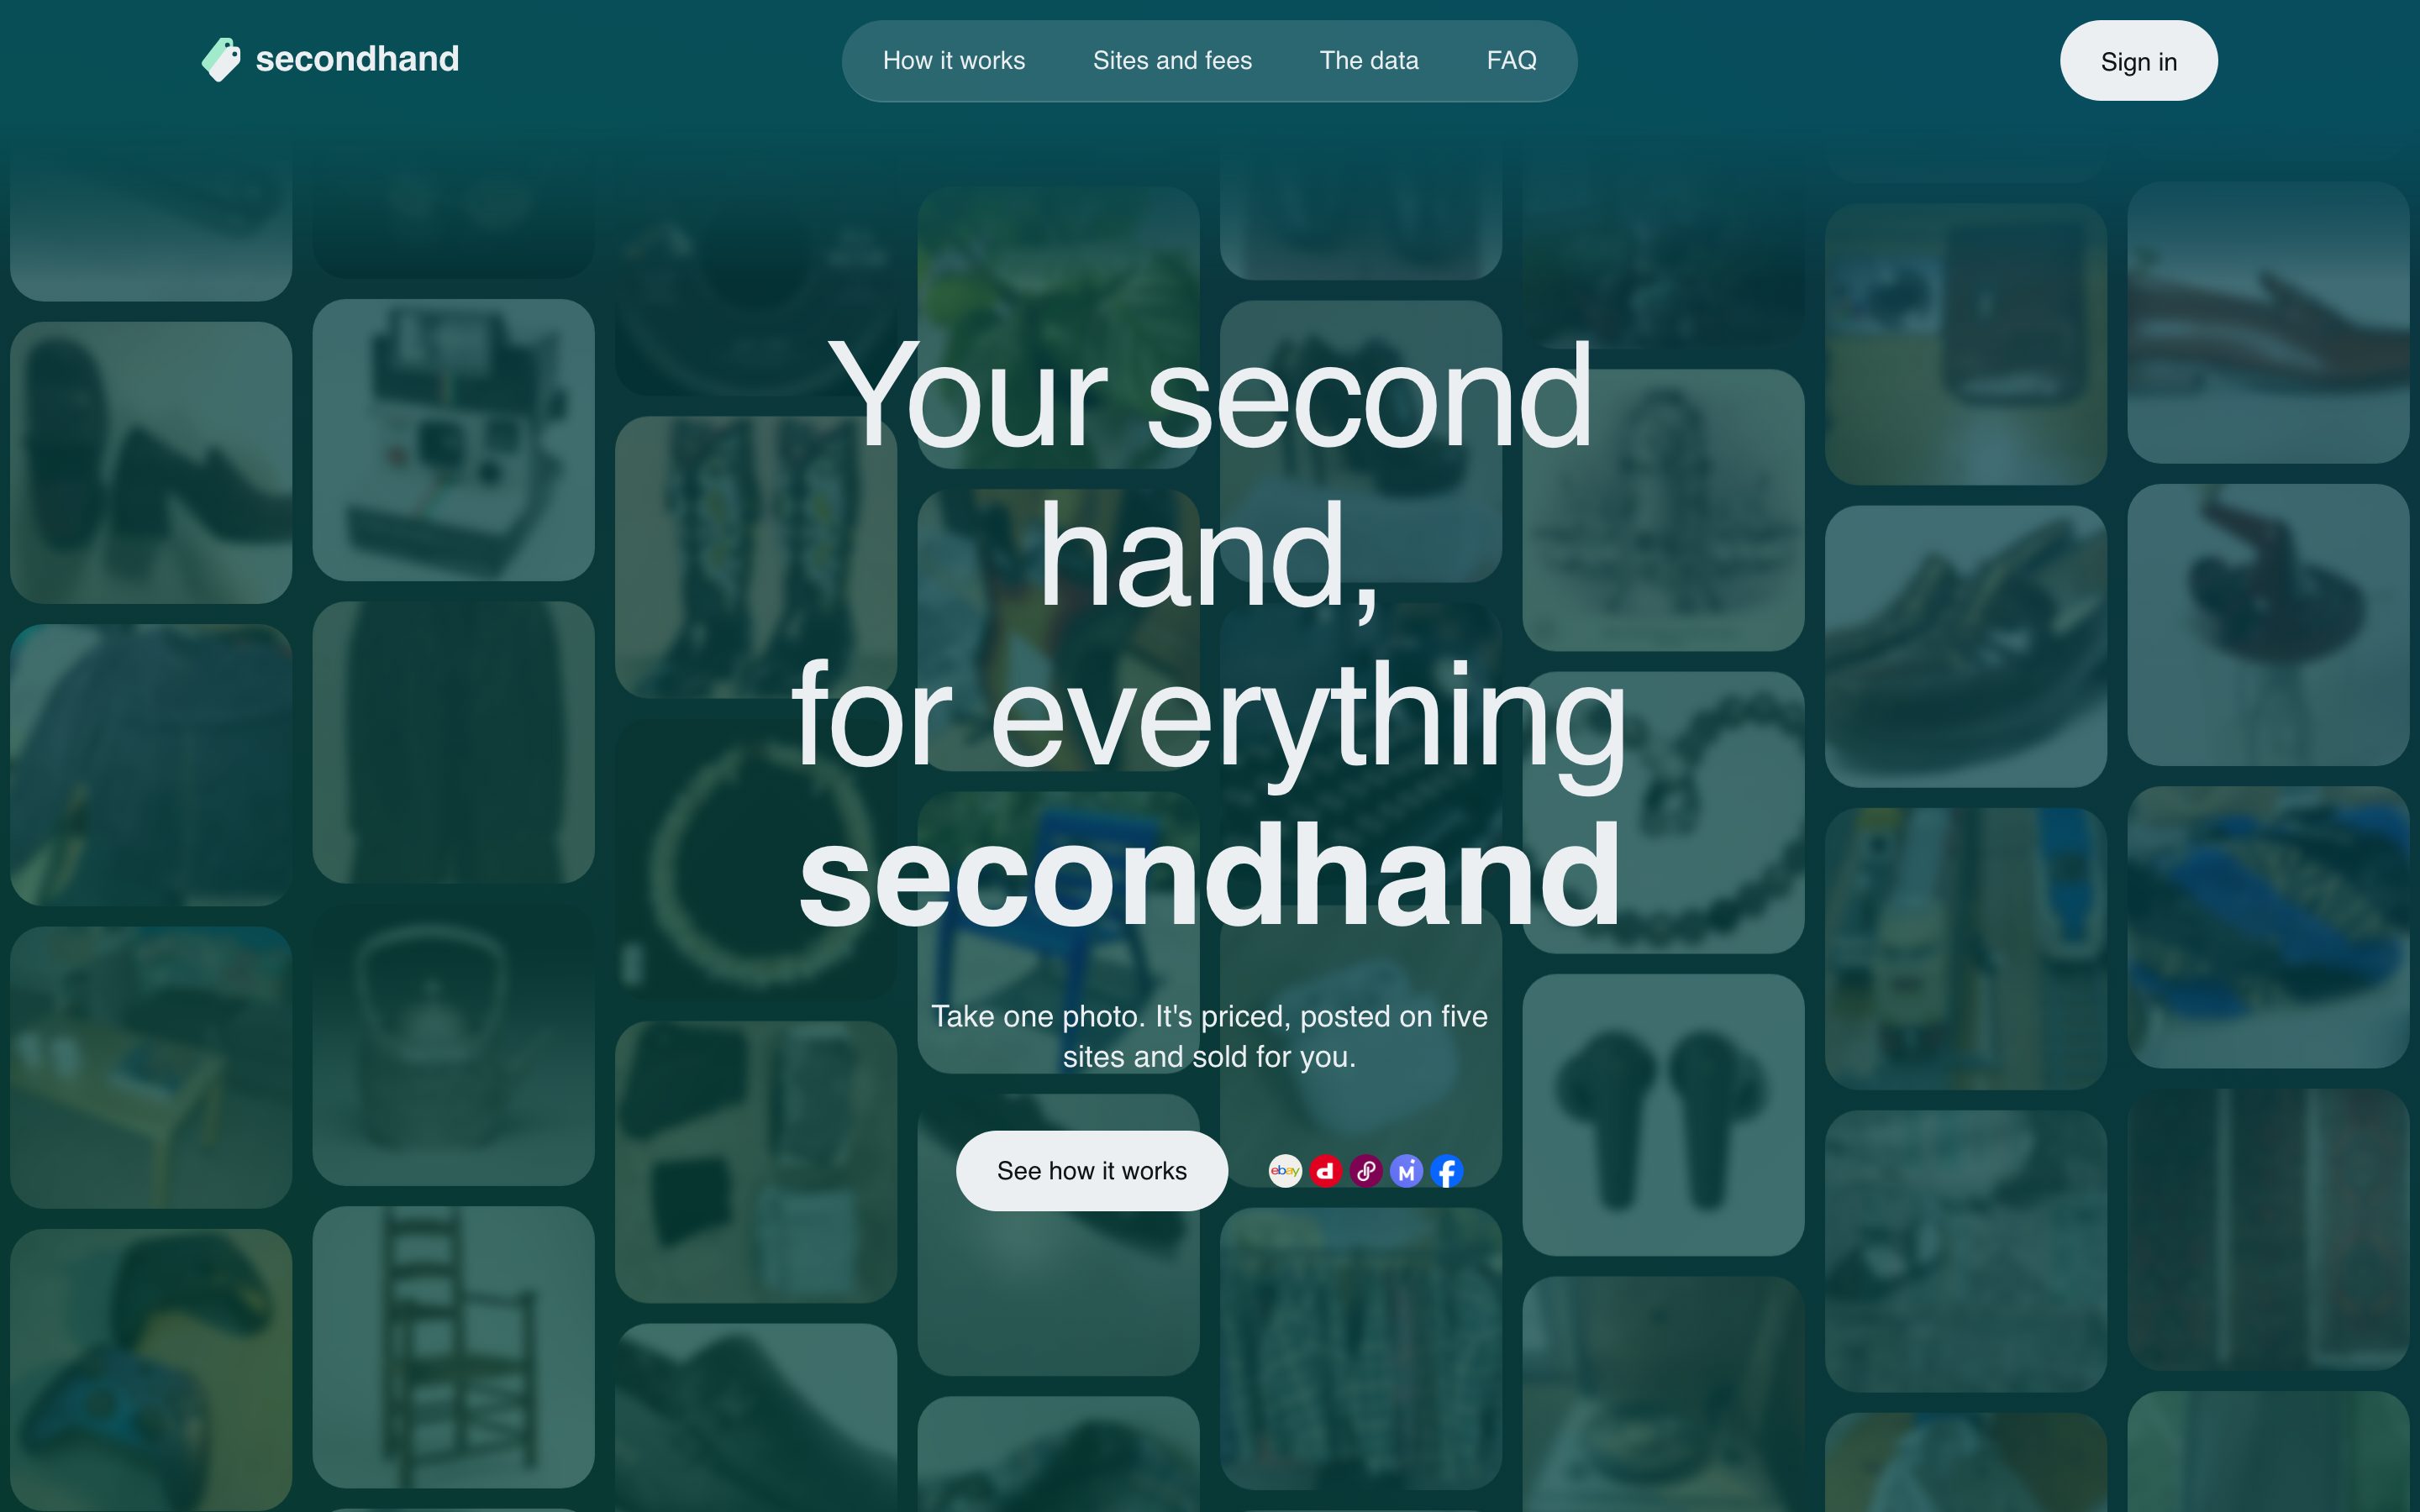 secondhand
How it works
Sites and fees
The data
FAQ
Sign in
Your second
hand,
for everything
secondhand
Take one photo. It's priced, posted on five
sites and sold for you.
See how it works
ebay